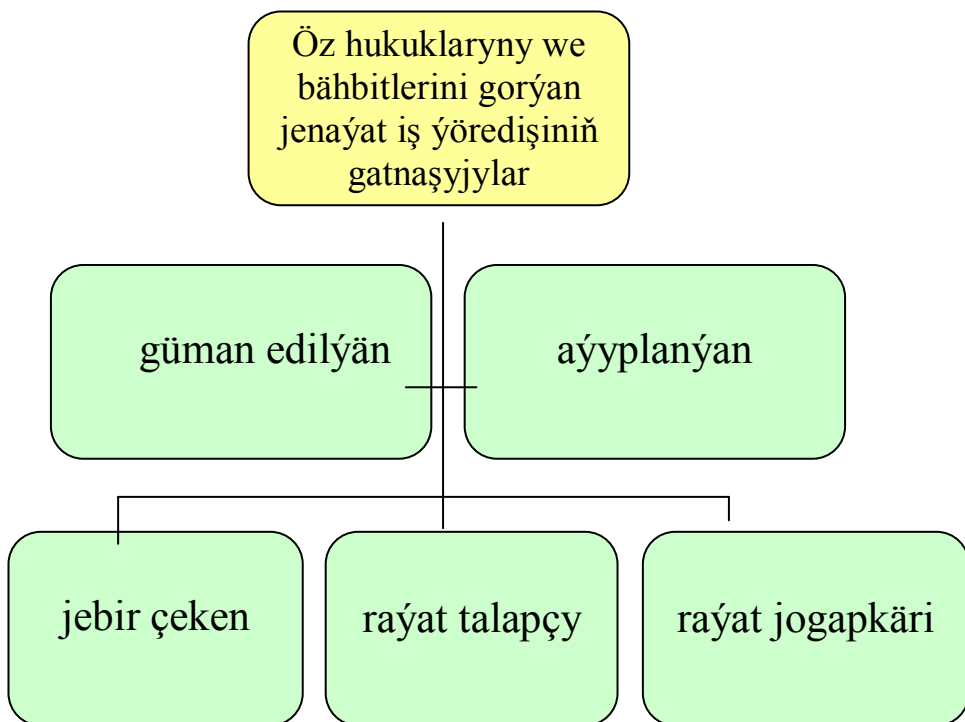 Öz hukuklaryny we
bähbitlerini gorýan
jenaýat iş ýöredişiniň
gatnaşyjylar
güman edilýän
aýyplanýan
jebir çeken
raýat talapçy
raýat jogapkäri